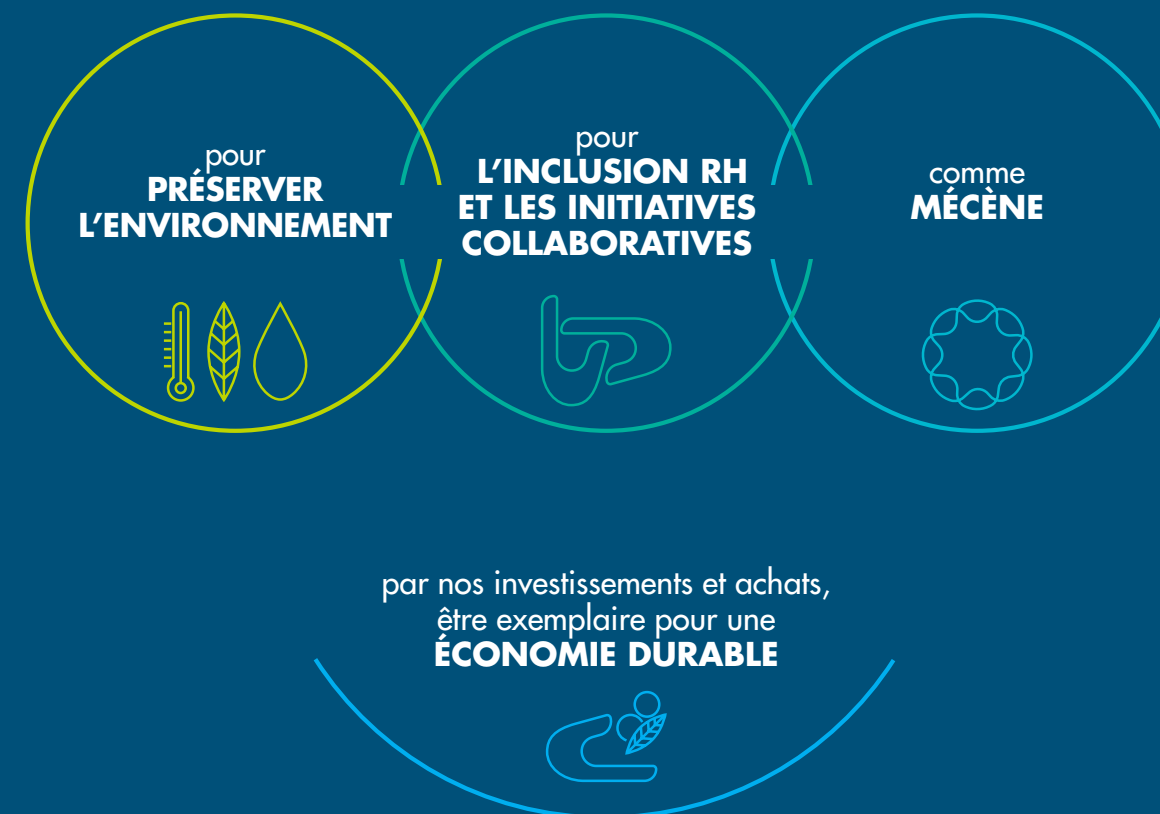 pour
PRÉSERVER
L'ENVIRONNEMENT
pour
L'INCLUSION RH
ET LES INITIATIVES
COLLABORATIVES
comme
MÉCÈNE
par nos investissements et achats,
être exemplaire pour une
ÉCONOMIE DURABLE